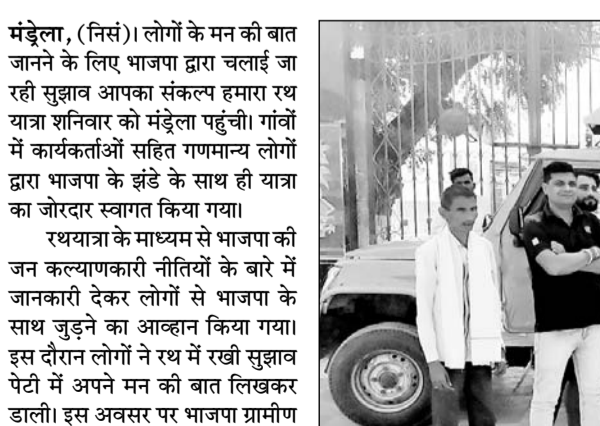 मंड्रेला, (निसं)। लोगों के मन की बात
जानने के लिए भाजपा द्वारा चलाई जा
रही सुझाव आपका संकल्प हमारा रथ
यात्रा शनिवार को मंड्रेला पहुंची। गांवों
में कार्यकर्ताओं सहित गणमान्य लोगों
द्वारा भाजपा के झंडे के साथ ही यात्रा
का जोरदार स्वागत किया गया।
रथयात्रा के माध्यम से भाजपा की
जन कल्याणकारी नीतियों के बारे में
जानकारी देकर लोगों से भाजपा के
साथ जुड़ने का आव्हान किया गया।
इस दौरान लोगों ने रथ में रखी सुझाव
पेटी में अपने मन की बात लिखकर
डाली। इस अवसर पर भाजपा ग्रामीण